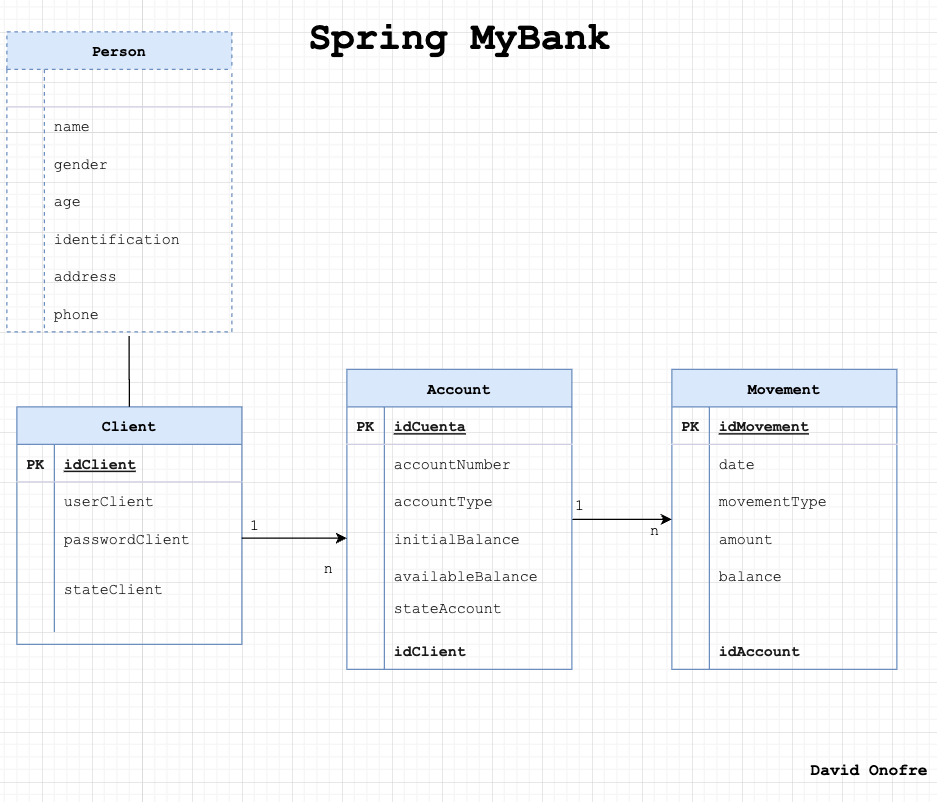 Spring MyBank
Person
name
gender
age
identification
address
phone
Client
PK idClient
userClient
passwordClient
stateClient
1
n
Account
PK idCuenta
accountNumber
accountType
initialBalance
availableBalance
stateAccount
idClient
1
n
Movement
PK idMovement
date
movementType
amount
balance
idAccount
David Onofre